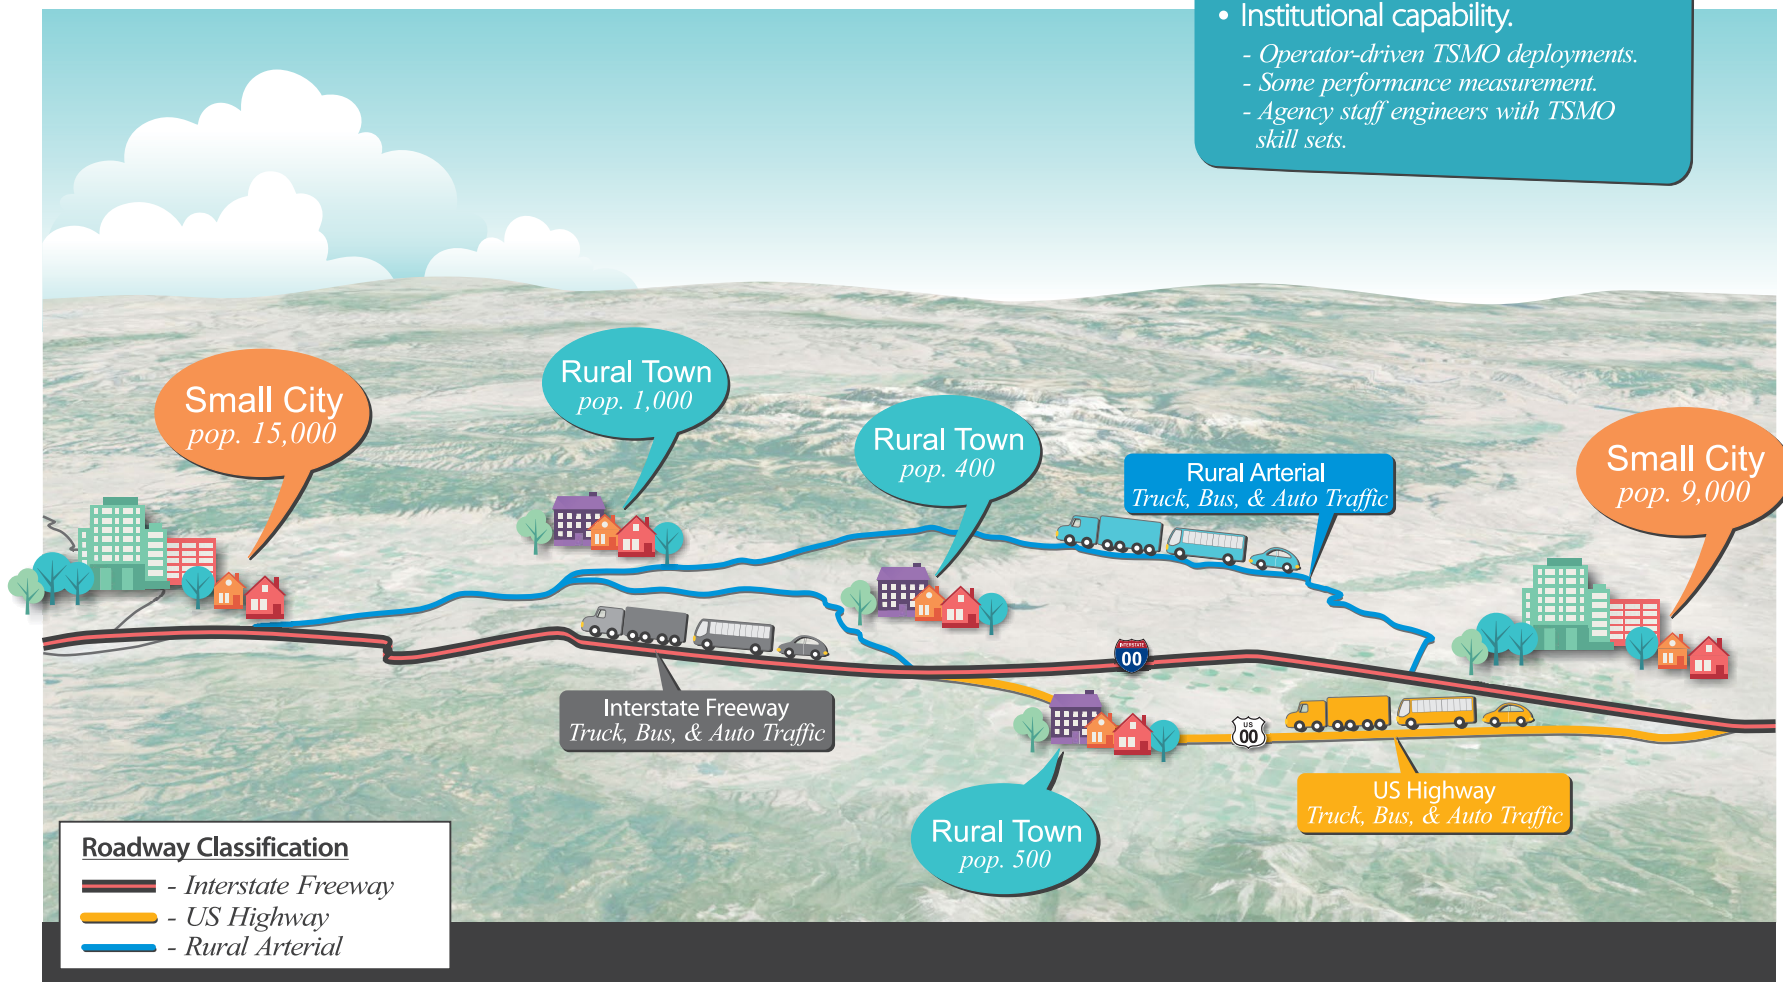 • Institutional capability.
- Operator-driven TSMO deployments.
- Some performance measurement.
- Agency staff engineers with TSMO
skill sets.
Small City
pop. 15,000
Rural Town
pop. 1,000
Rural Town
pop. 400
Rural Arterial
Truck, Bus, & Auto Traffic
Small City
pop. 9,000
INTERSTATE
00
Interstate Freeway
Truck, Bus, & Auto Traffic
US
00
US Highway
Truck, Bus, & Auto Traffic
Rural Town
pop. 500
Roadway Classification
- Interstate Freeway
- US Highway
- Rural Arterial